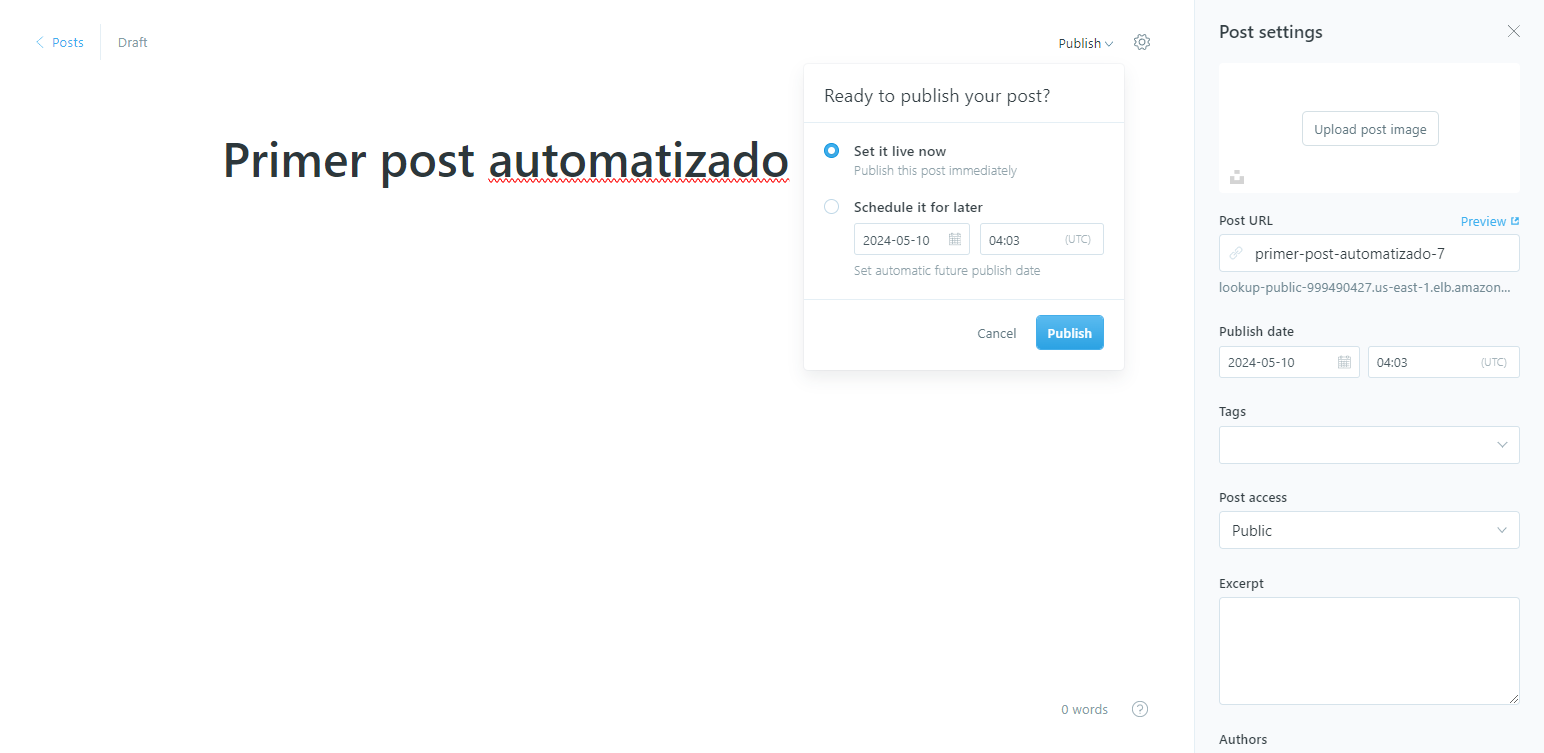 Posts
Draft
Publish
Primer post automatizado
Ready to publish your post?
Set it live now
Publish this post immediately
Schedule it for later
2024-05-10
04:03
(UTC)
Set automatic future publish date
Cancel
Publish
0 words
?
Post settings
Upload post image
Post URL
Preview
primer-post-automatizado-7
lookup-public-999490427.us-east-1.elb.amazon...
Publish date
2024-05-10
04:03
(UTC)
Tags
Post access
Public
Excerpt
Authors